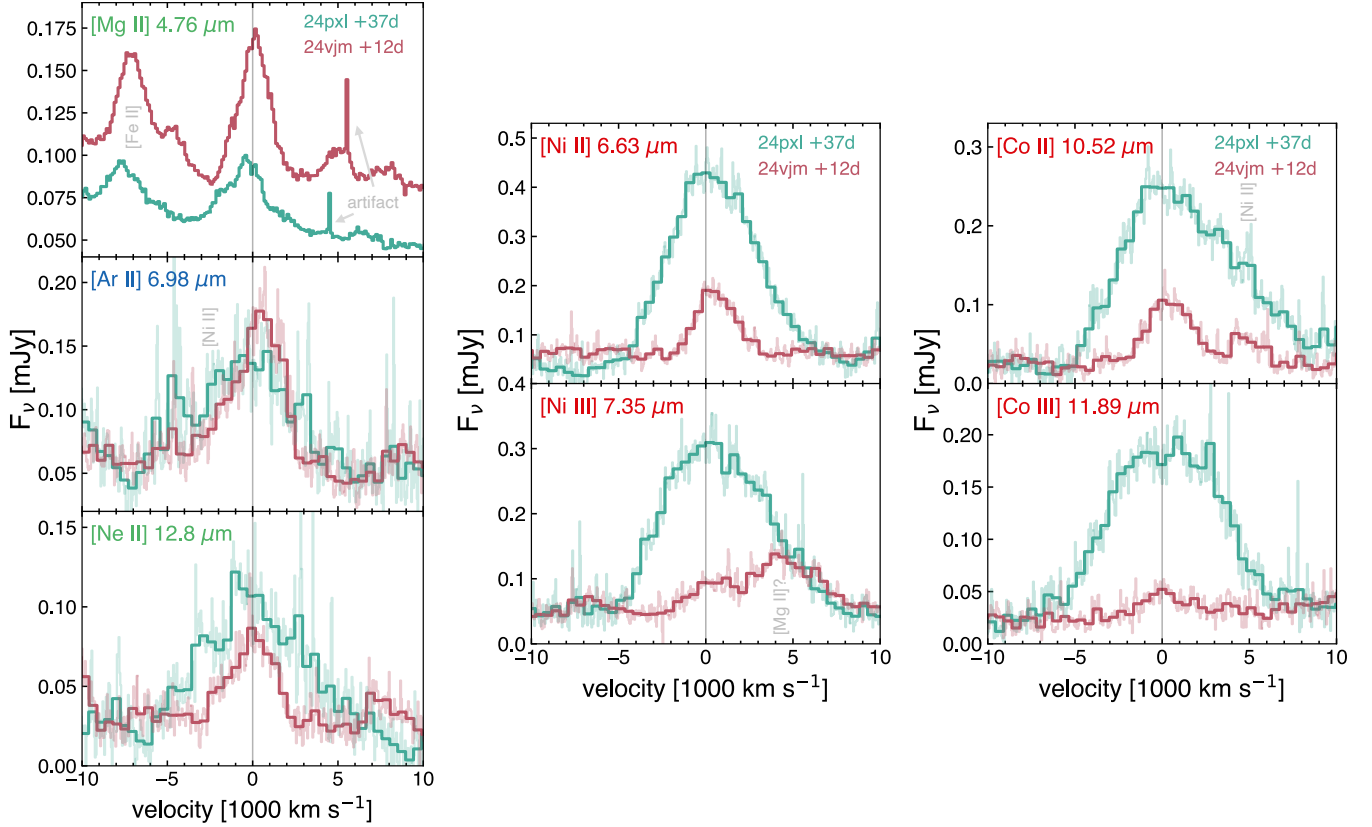 [Mg II] 4.76 μm
24pxl +37d
24vjm +12d
[Fe II]
artifact
0.175
0.150
0.125
0.100
0.075
0.050
[Ar II] 6.98 μm
[Ni II]
0.20
0.15
0.10
0.05
Fν [mJy]
[Ne II] 12.8 μm
0.15
0.10
0.05
0.00
−10 −5 0 5 10
velocity [1000 km s⁻¹]
[Ni II] 6.63 μm
24pxl +37d
24vjm +12d
0.5
0.4
0.3
0.2
0.1
0.4
Fν [mJy]
[Ni III] 7.35 μm
[Mg II]?
0.3
0.2
0.1
0.0
−10 −5 0 5 10
velocity [1000 km s⁻¹]
[Co II] 10.52 μm
24pxl +37d
24vjm +12d
[Ni II]
0.3
0.2
0.1
0.0
Fν [mJy]
[Co III] 11.89 μm
0.20
0.15
0.10
0.05
0.00
−10 −5 0 5 10
velocity [1000 km s⁻¹]